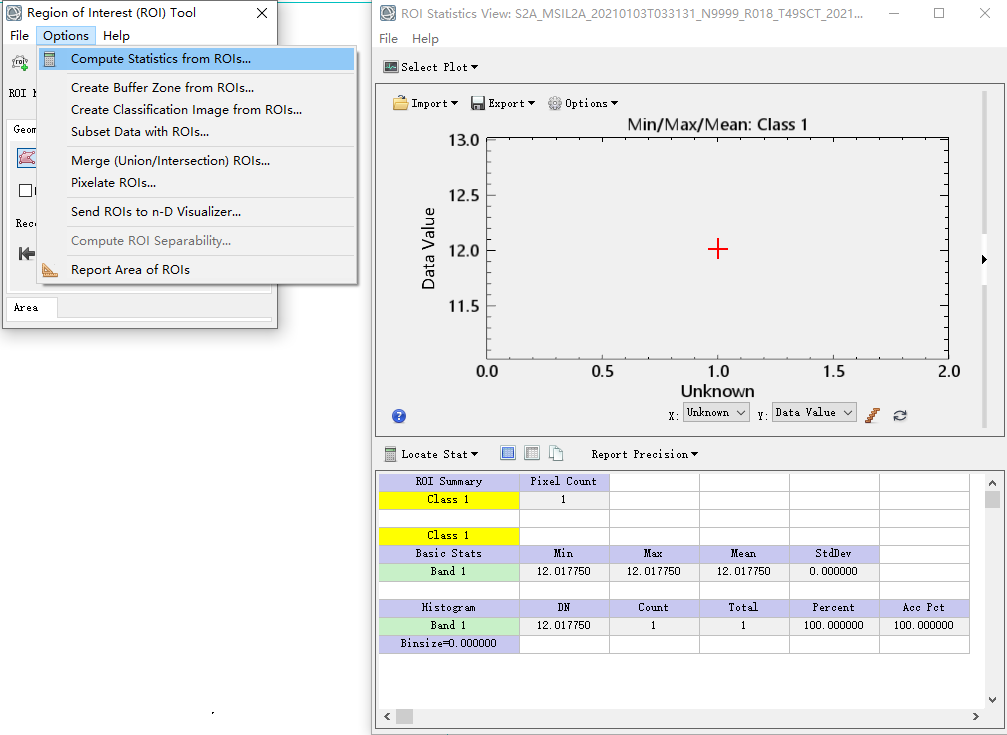 Region of Interest (ROI) Tool
File Options Help
Compute Statistics from ROIs...
Create Buffer Zone from ROIs...
Create Classification Image from ROIs...
Subset Data with ROIs...
Merge (Union/Intersection) ROIs...
Pixelate ROIs...
Send ROIs to n-D Visualizer...
Compute ROI Separability...
Report Area of ROIs
ROI
Geom
Area
ROI Statistics View: S2A_MSIL2A_20210103T033131_N9999_R018_T49SCT_2021...
File Help
Select Plot
Import Export Options
Min/Max/Mean: Class 1
13.0
12.5
12.0
11.5
Data Value
0.0 0.5 1.0 1.5 2.0
Unknown
X: Unknown Y: Data Value
Locate Stat Report Precision
ROI Summary Pixel Count
Class 1 1
Class 1
Basic Stats Min Max Mean StdDev
Band 1 12.017750 12.017750 12.017750 0.000000
Histogram DN Count Total Percent Acc Pct
Band 1 12.017750 1 1 100.000000 100.000000
Binsize=0.000000